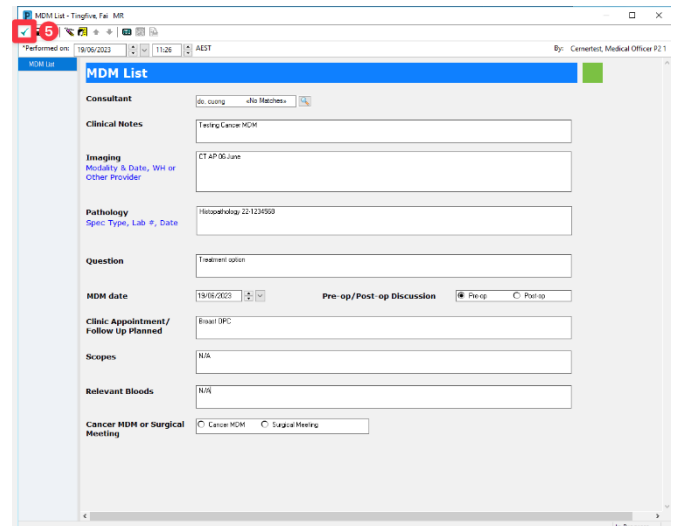 MDM List - Tingfive, Fai MR
5
*Performed on: 19/06/2023 11:26 AEST By: Cernertest, Medical Officer P2 1
MDM List
MDM List
Consultant do, cuong «No Matches»
Clinical Notes Testing Cancer MDM
Imaging CT AP 06 June
Modality & Date, WH or
Other Provider
Pathology Histopathology 22-1234568
Spec Type, Lab #, Date
Question Treatment option
MDM date 19/06/2023 Pre-op/Post-op Discussion Pre-op Post-op
Clinic Appointment/ Breast OPC
Follow Up Planned
Scopes N/A
Relevant Bloods N/A
Cancer MDM or Surgical Cancer MDM Surgical Meeting
Meeting